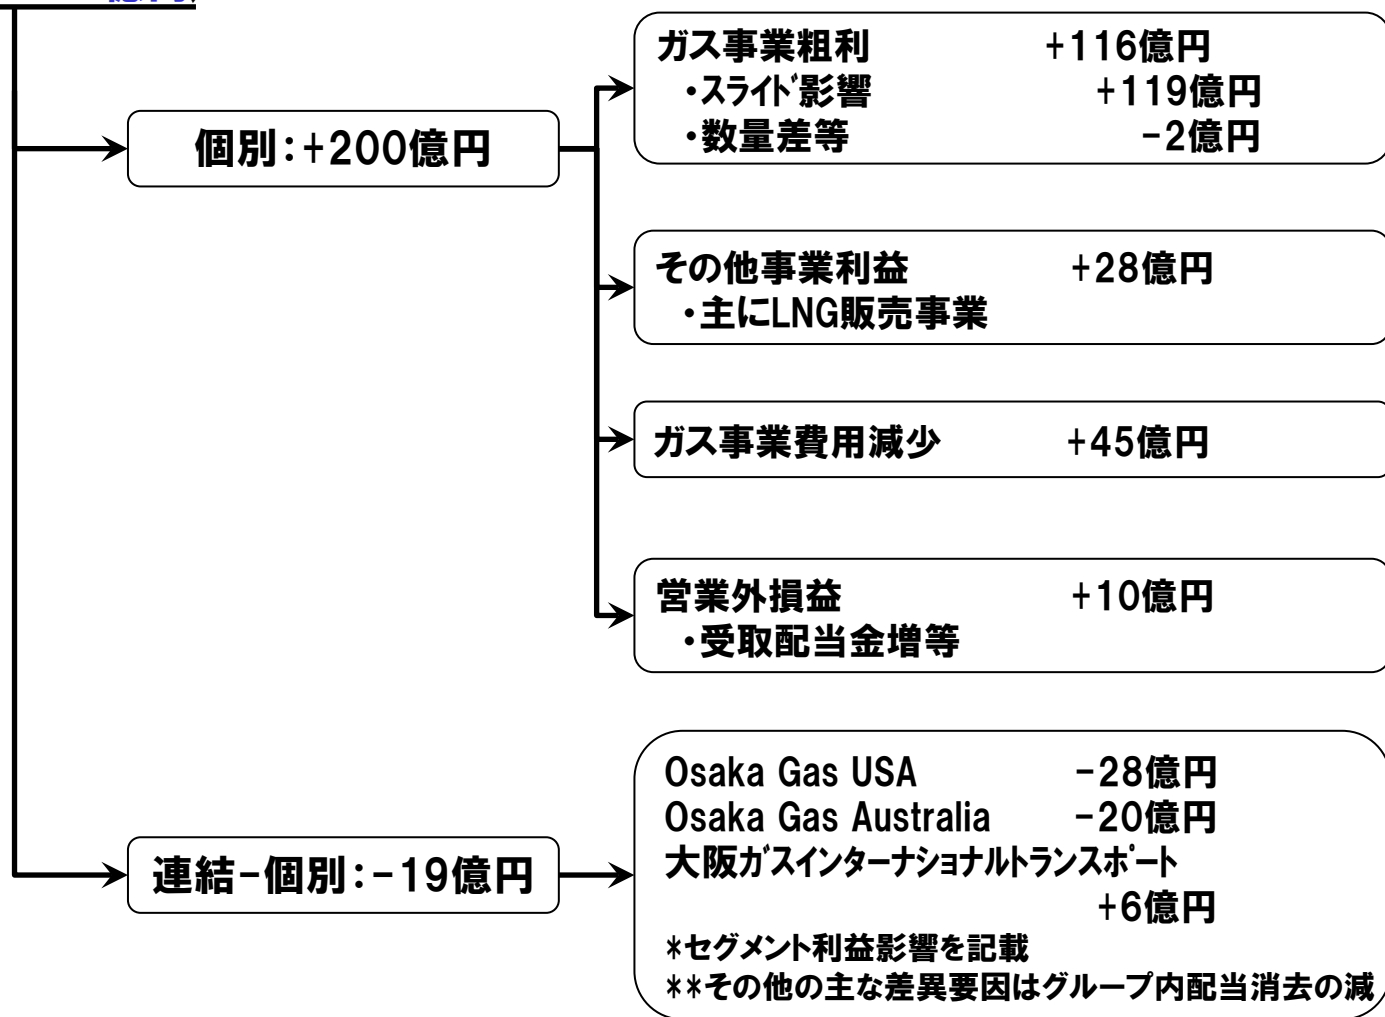 個別：+200億円
ガス事業粗利 +116億円
・スライド影響 +119億円
・数量差等 -2億円
その他事業利益 +28億円
・主にLNG販売事業
ガス事業費用減少 +45億円
営業外損益 +10億円
・受取配当金増等
連結-個別：-19億円
Osaka Gas USA -28億円
Osaka Gas Australia -20億円
大阪ガスインターナショナルトランスポート
+6億円
*セグメント利益影響を記載
**その他の主な差異要因はグループ内配当消去の減